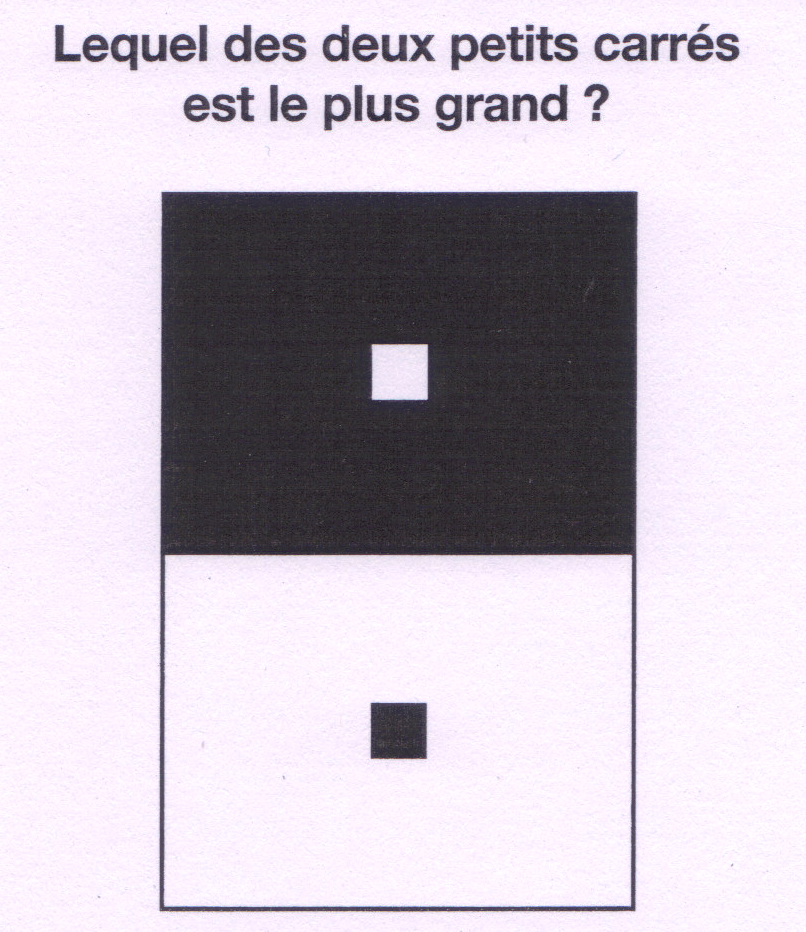 Lequel des deux petits carrés
est le plus grand ?